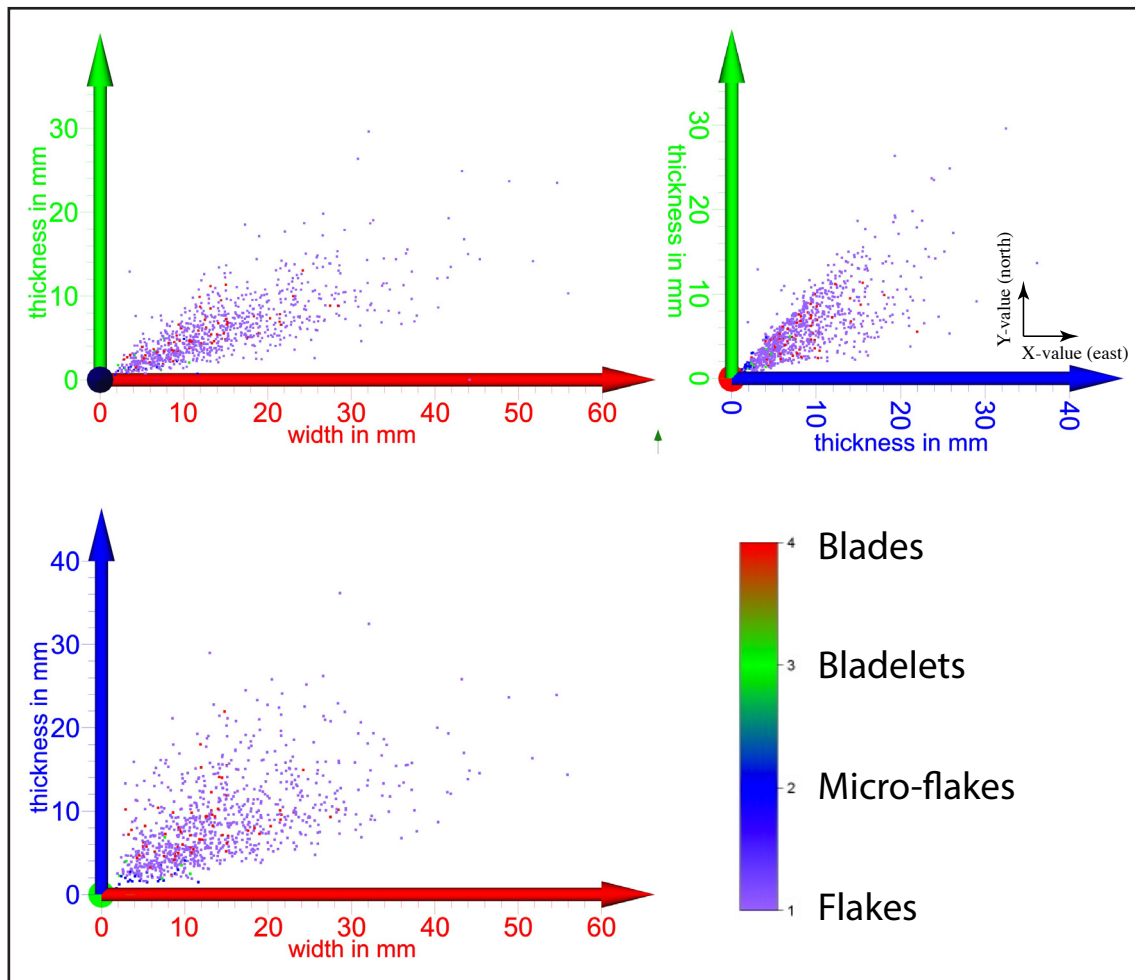 30
20
10
0
thickness in mm
0 10 20 30 40 50 60
width in mm
30
20
10
0
thickness in mm
0 10 20 30 40
thickness in mm
Y-value (north)
X-value (east)
40
30
20
10
0
thickness in mm
0 10 20 30 40 50 60
width in mm
4 Blades
3 Bladelets
2 Micro-flakes
1 Flakes